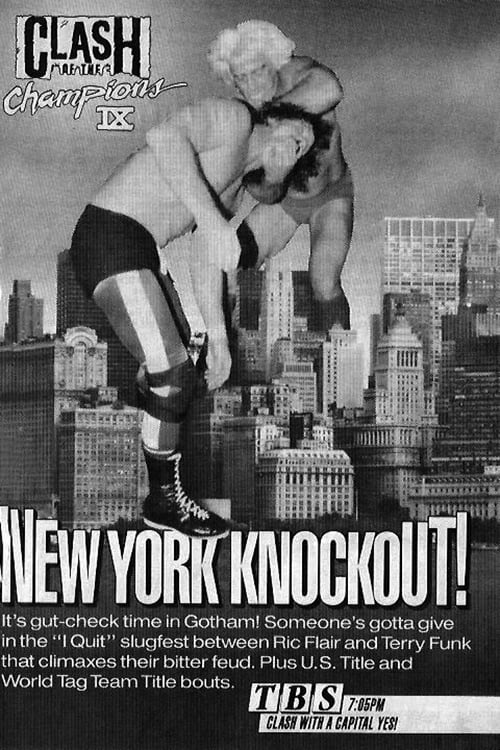 CLASH
OF THE
Champions
IX
NEW YORK KNOCKOUT!
It's gut-check time in Gotham! Someone's gotta give
in the "I Quit" slugfest between Ric Flair and Terry Funk
that climaxes their bitter feud. Plus U.S. Title and
World Tag Team Title bouts.
TBS 7:05PM
CLASH WITH A CAPITAL YES!